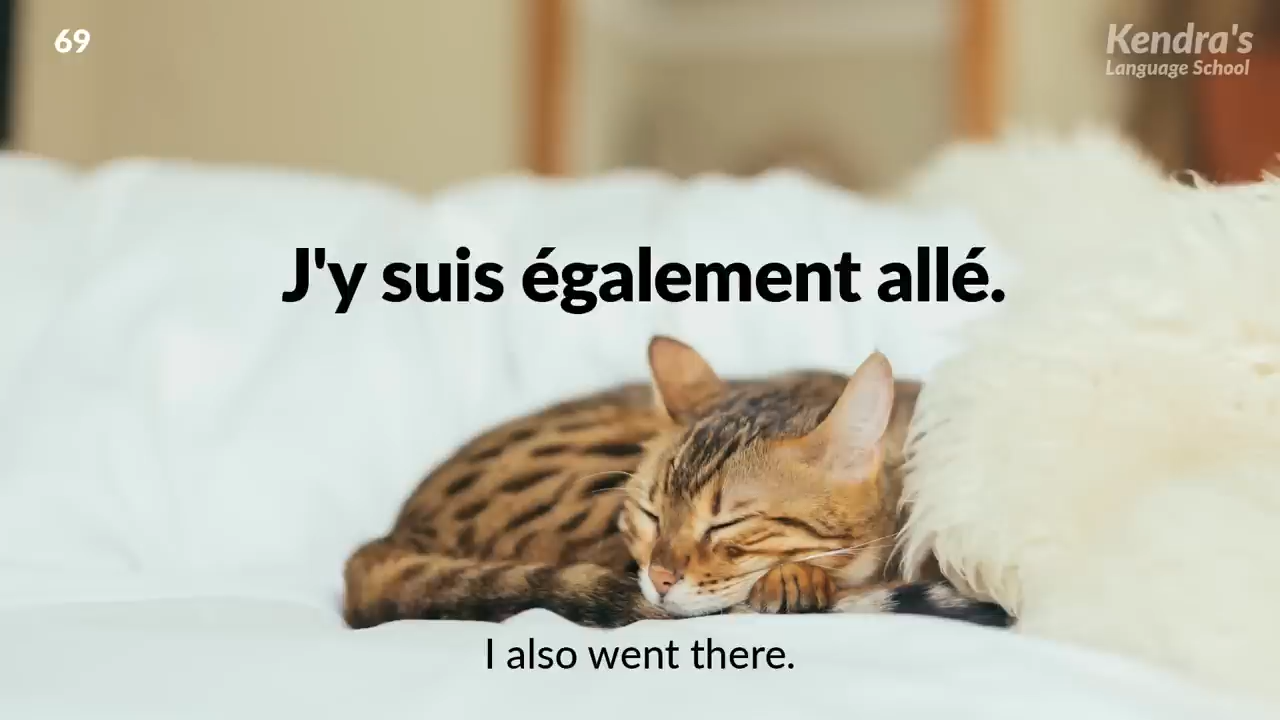 69
Kendra's
Language School
J'y suis également allé.
I also went there.